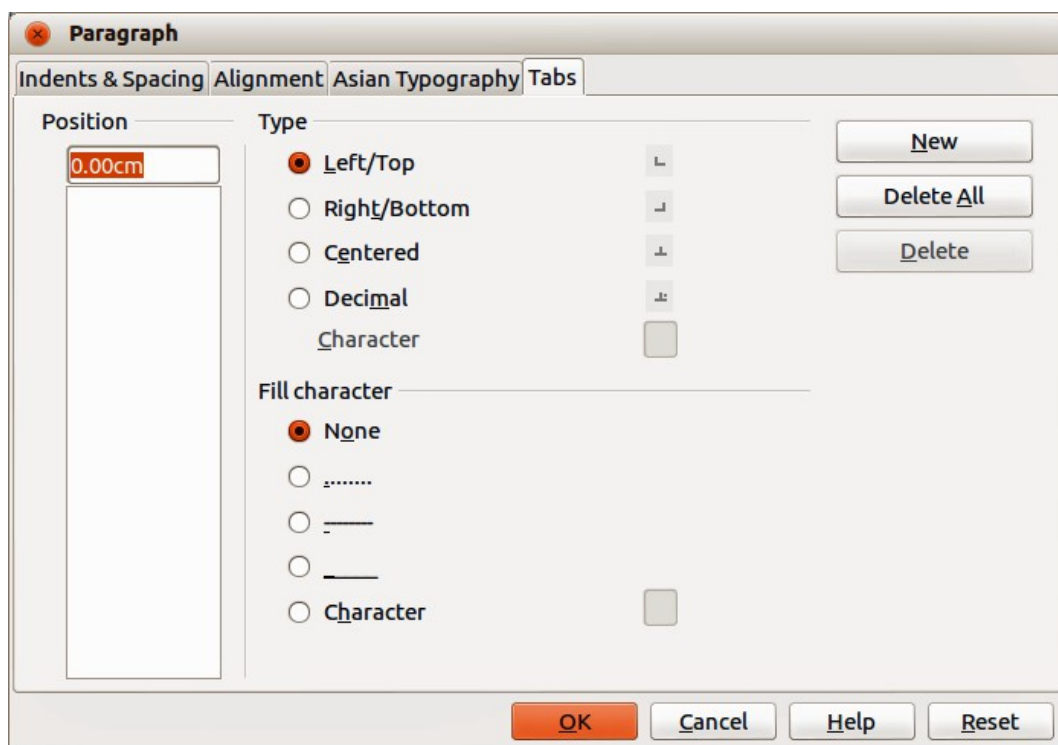 Paragraph
Indents & Spacing Alignment Asian Typography Tabs
Position
0.00cm
Type
Left/Top
Right/Bottom
Centered
Decimal
Character
Fill character
None
........
--------
______
Character
New
Delete All
Delete
OK Cancel Help Reset